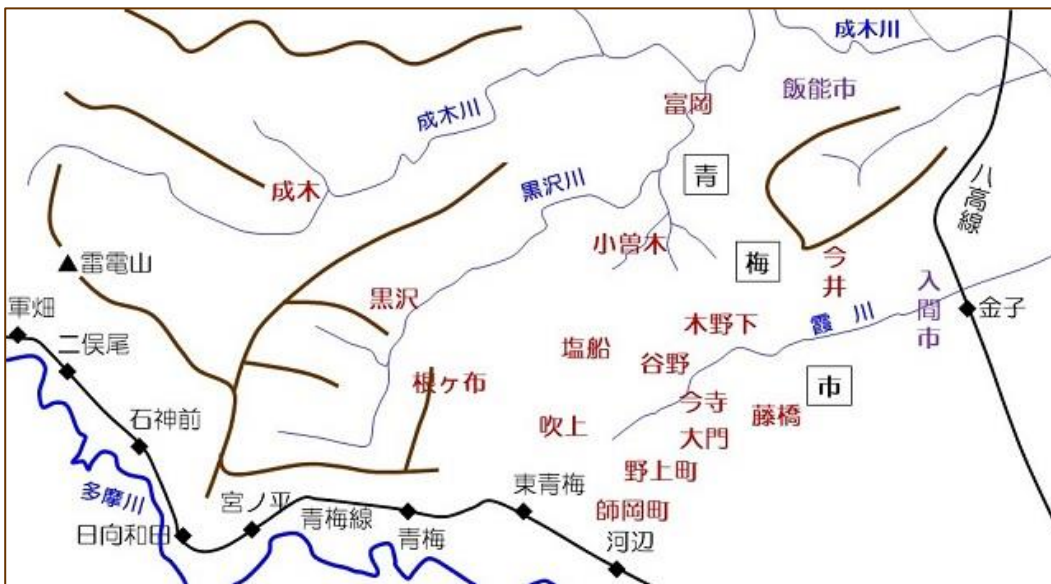 成木川
飯能市
富岡
成木川
青
八高線
黒沢川
成木
小曽木
梅
今井
雷電山
入間市
黒沢
軍畑
霞川
金子
木野下
二俣尾
塩船
谷野
根ヶ布
市
今寺
藤橋
石神前
吹上
大門
野上町
多摩川
宮ノ平
東青梅
師岡町
青梅線
日向和田
青梅
河辺